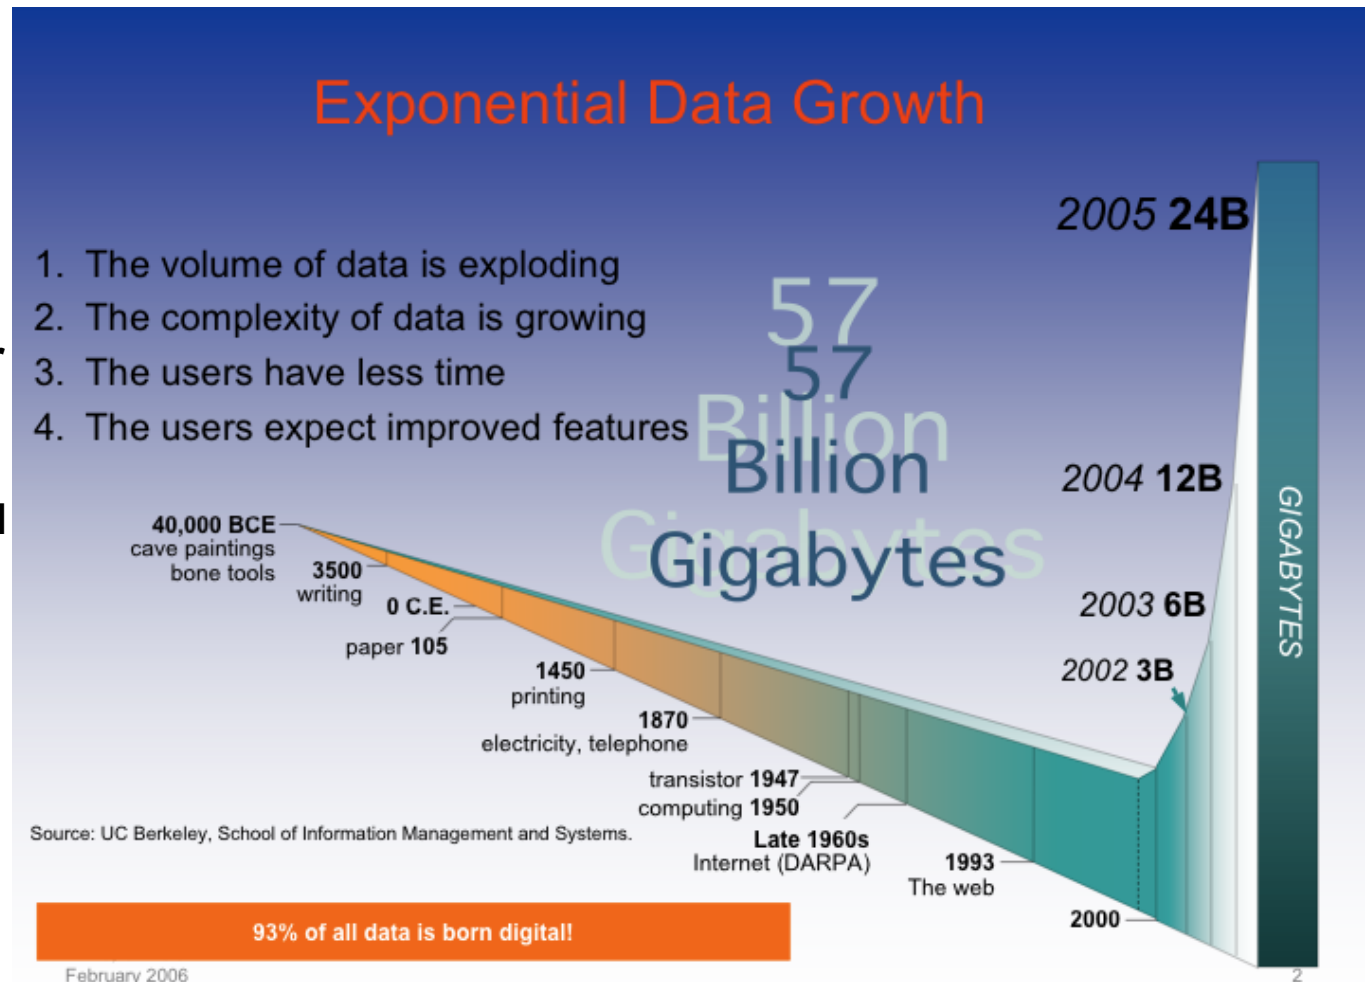 Exponential Data Growth
1. The volume of data is exploding
2. The complexity of data is growing
3. The users have less time
4. The users expect improved features
57
57
Billion
Billion
Gigabytes
Gigabytes
2005 24B
2004 12B
2003 6B
2002 3B
GIGABYTES
40,000 BCE
cave paintings
bone tools
3500
writing
0 C.E.
paper 105
1450
printing
1870
electricity, telephone
transistor 1947
computing 1950
Late 1960s
Internet (DARPA)
1993
The web
2000
Source: UC Berkeley, School of Information Management and Systems.
93% of all data is born digital!
February 2006
2